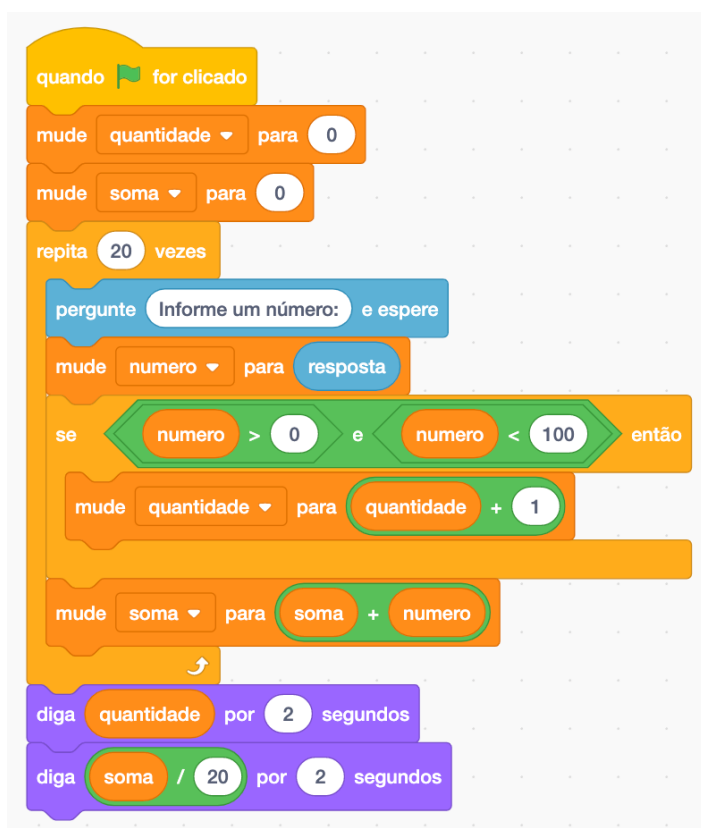 quando for clicado
mude quantidade para 0
mude soma para 0
repita 20 vezes
pergunte Informe um número: e espere
mude numero para resposta
se numero > 0 e numero < 100 então
mude quantidade para quantidade + 1
mude soma para soma + numero
diga quantidade por 2 segundos
diga soma / 20 por 2 segundos